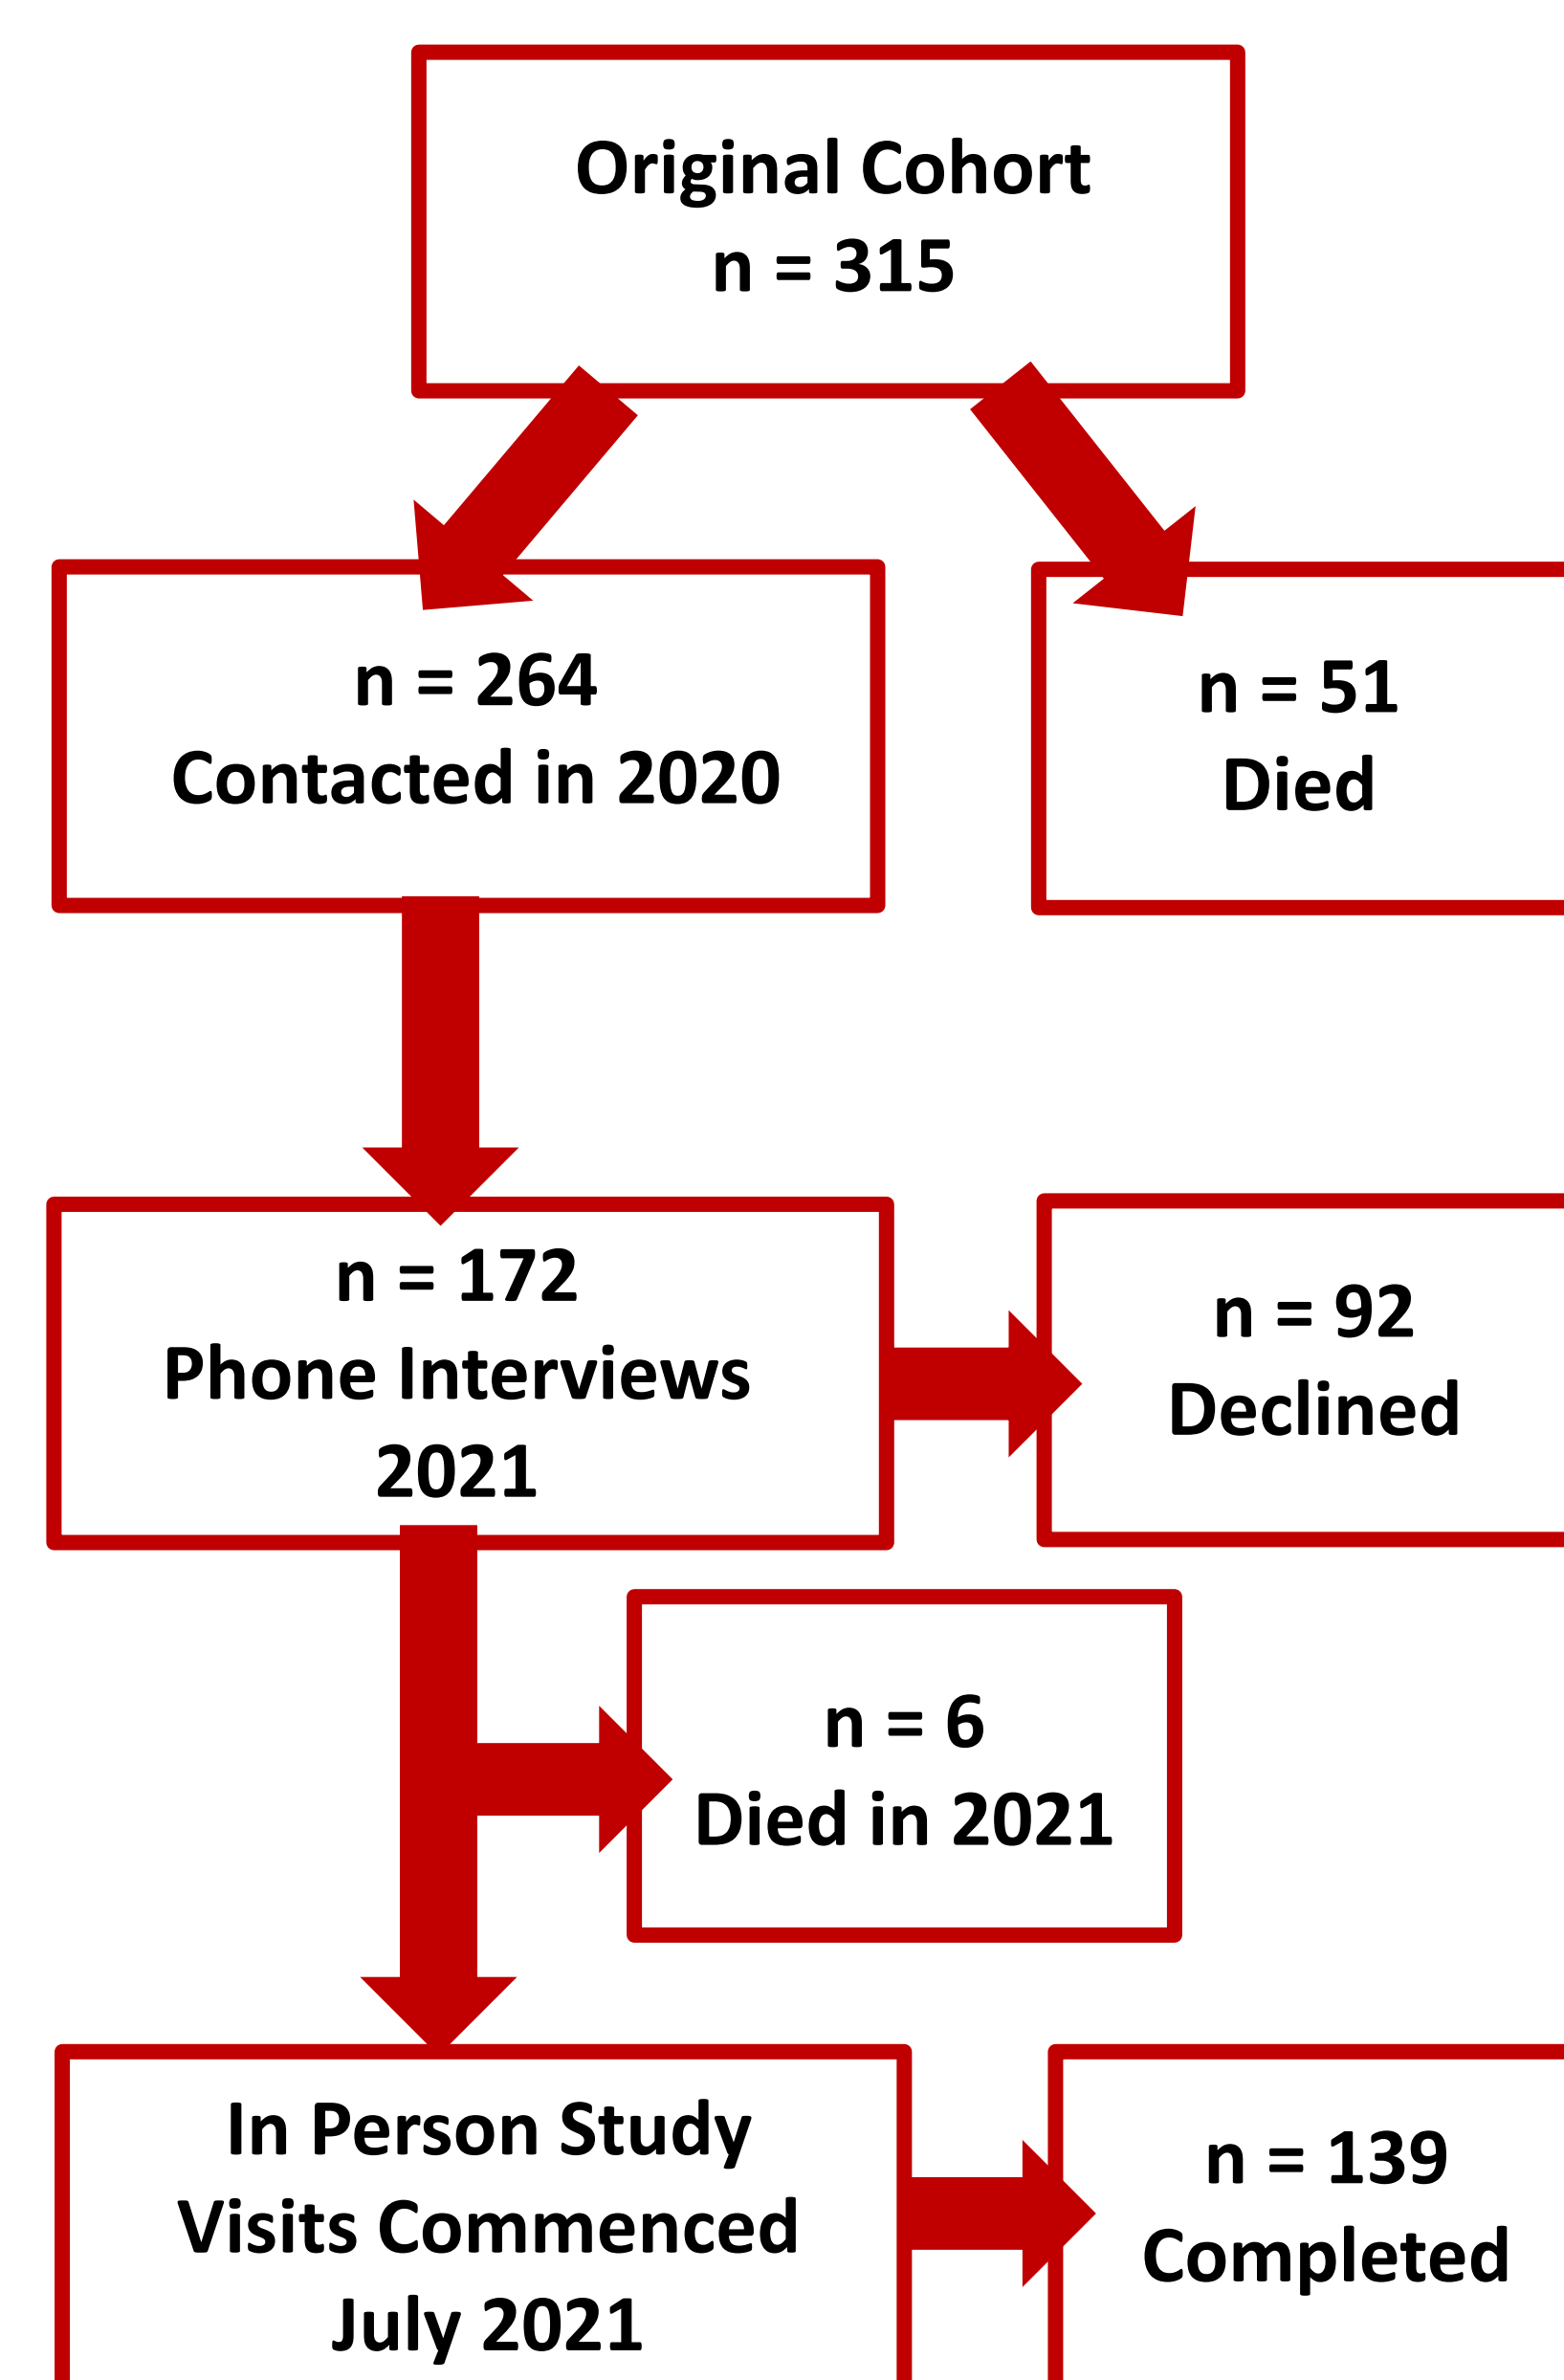 Original Cohort
n = 315
n = 264
Contacted in 2020
n = 51
Died
n = 172
Phone Interviews
2021
n = 92
Declined
n = 6
Died in 2021
In Person Study
Visits Commenced
July 2021
n = 139
Completed